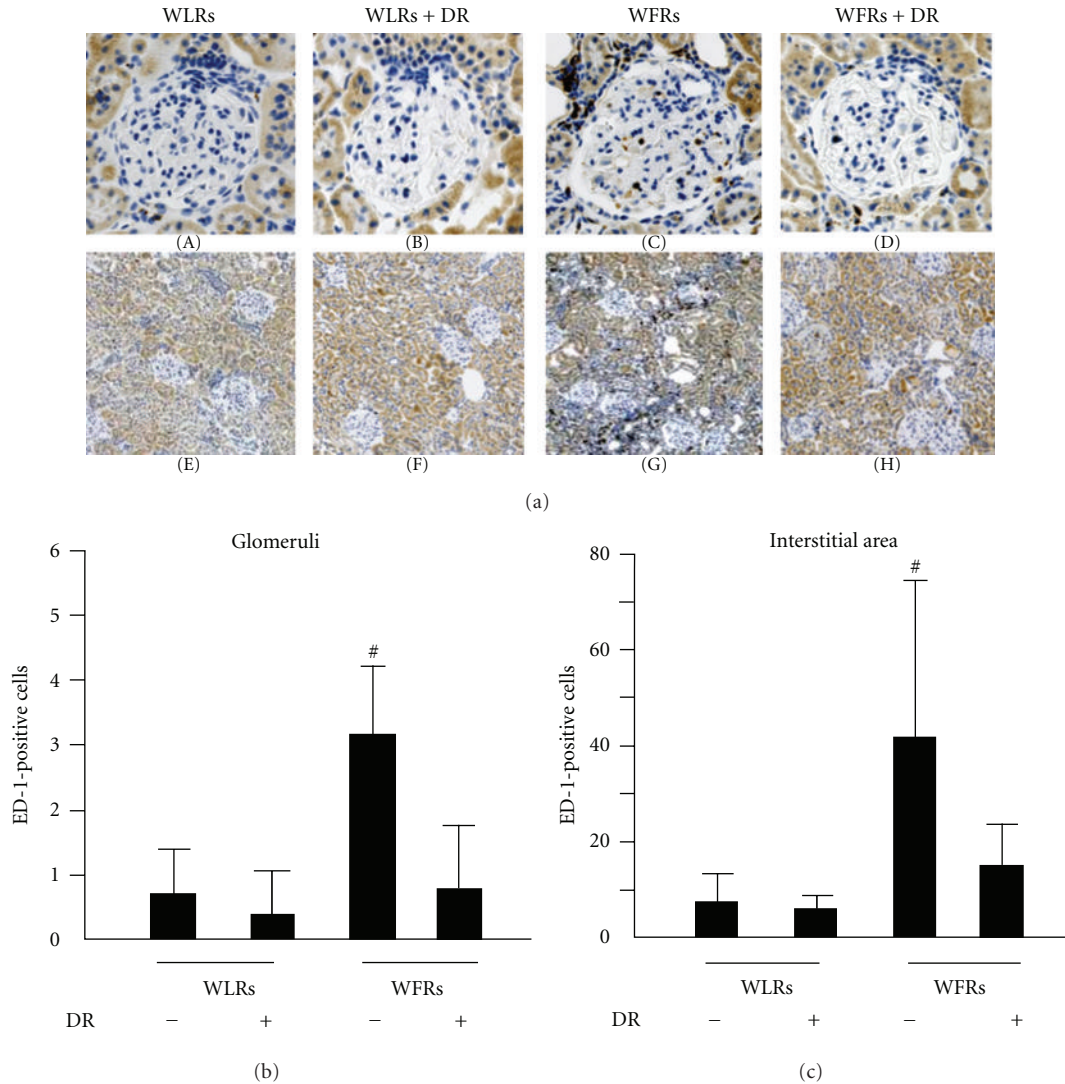 WLRs WLRs + DR WFRs WFRs + DR
(A) (B) (C) (D)
(E) (F) (G) (H)
(a)
Glomeruli
ED-1-positive cells
6
5
4
3
2
1
0
#
WLRs WFRs
DR − + − +
(b)
Interstitial area
ED-1-positive cells
80
60
40
20
0
#
WLRs WFRs
− + − +
(c)